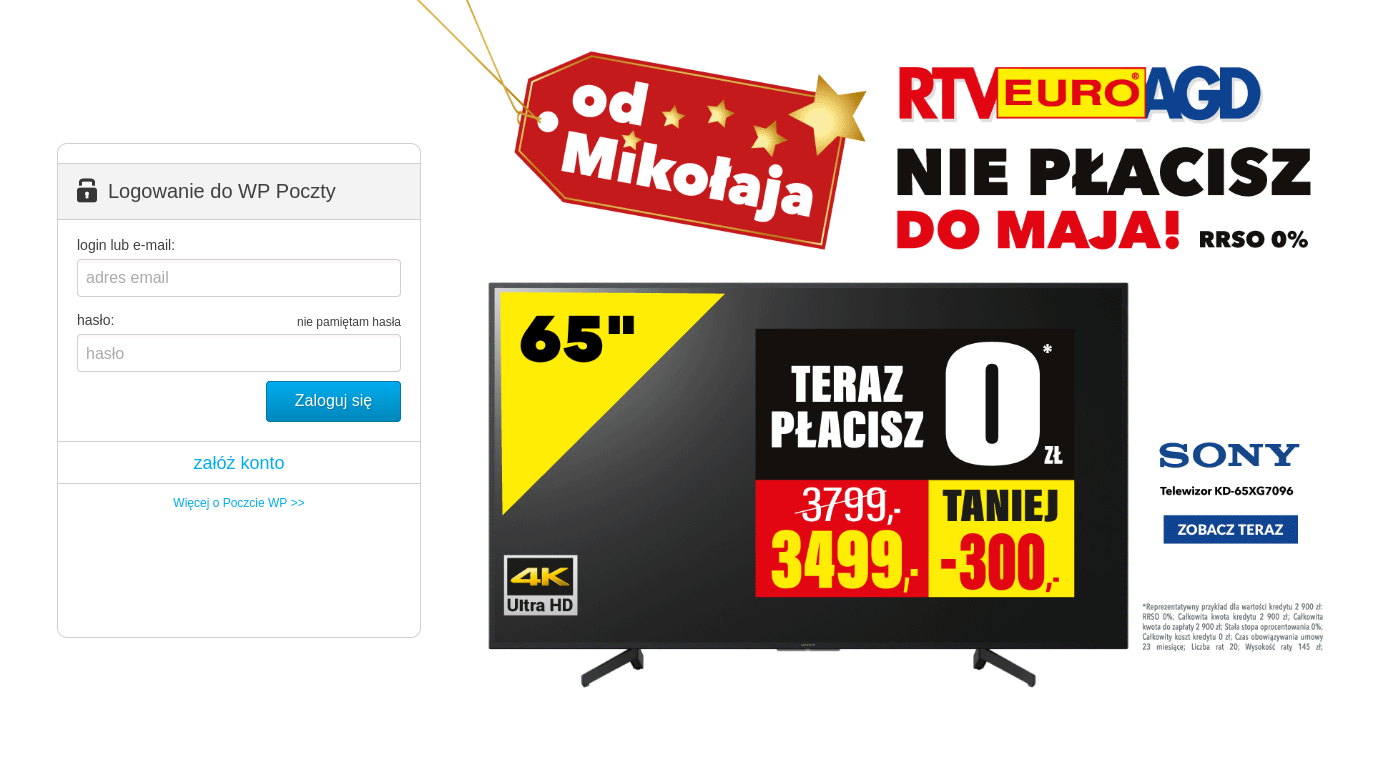 Logowanie do WP Poczty
login lub e-mail:
adres email
hasło:
nie pamiętam hasła
hasło
Zaloguj się
załóż konto
Więcej o Poczcie WP >>
od
Mikołaja
RTV EURO® AGD
NIE PŁACISZ
DO MAJA! RRSO 0%
65"
TERAZ
PŁACISZ
0*
ZŁ
3799,-
3499,-
TANIEJ
-300,-
4K
Ultra HD
SONY
SONY
Telewizor KD-65XG7096
ZOBACZ TERAZ
*Reprezentatywny przykład dla wartości kredytu 2 900 zł:
RRSO 0%; Całkowita kwota kredytu 2 900 zł; Całkowita
kwota do zapłaty 2 900 zł; Stała stopa oprocentowania 0%;
Całkowity koszt kredytu 0 zł; Czas obowiązywania umowy
23 miesiące; Liczba rat 20; Wysokość raty 145 zł;